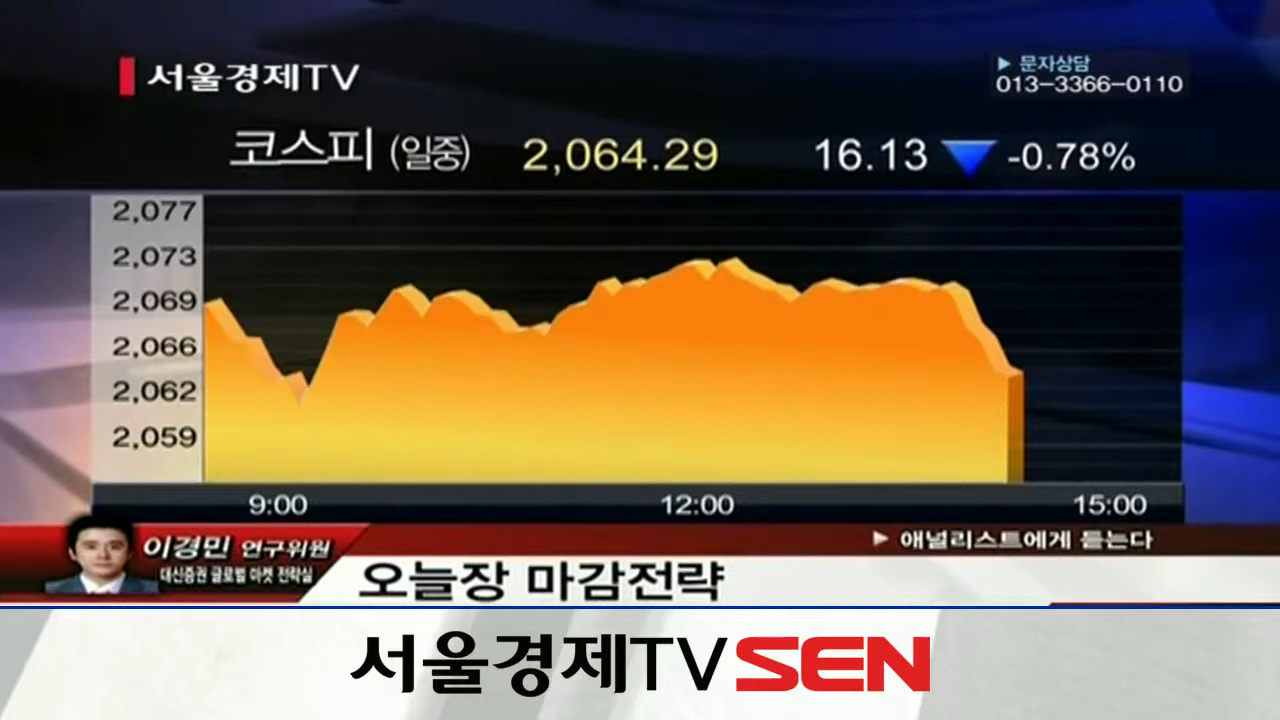 서울경제TV
▶ 문자상담
013-3366-0110
코스피 (일중) 2,064.29 16.13 ▼ -0.78%
2,077
2,073
2,069
2,066
2,062
2,059
9:00 12:00 15:00
이경민 연구위원
대신증권 글로벌 마켓 전략실
▶ 애널리스트에게 듣는다
오늘장 마감전략
서울경제TV SEN